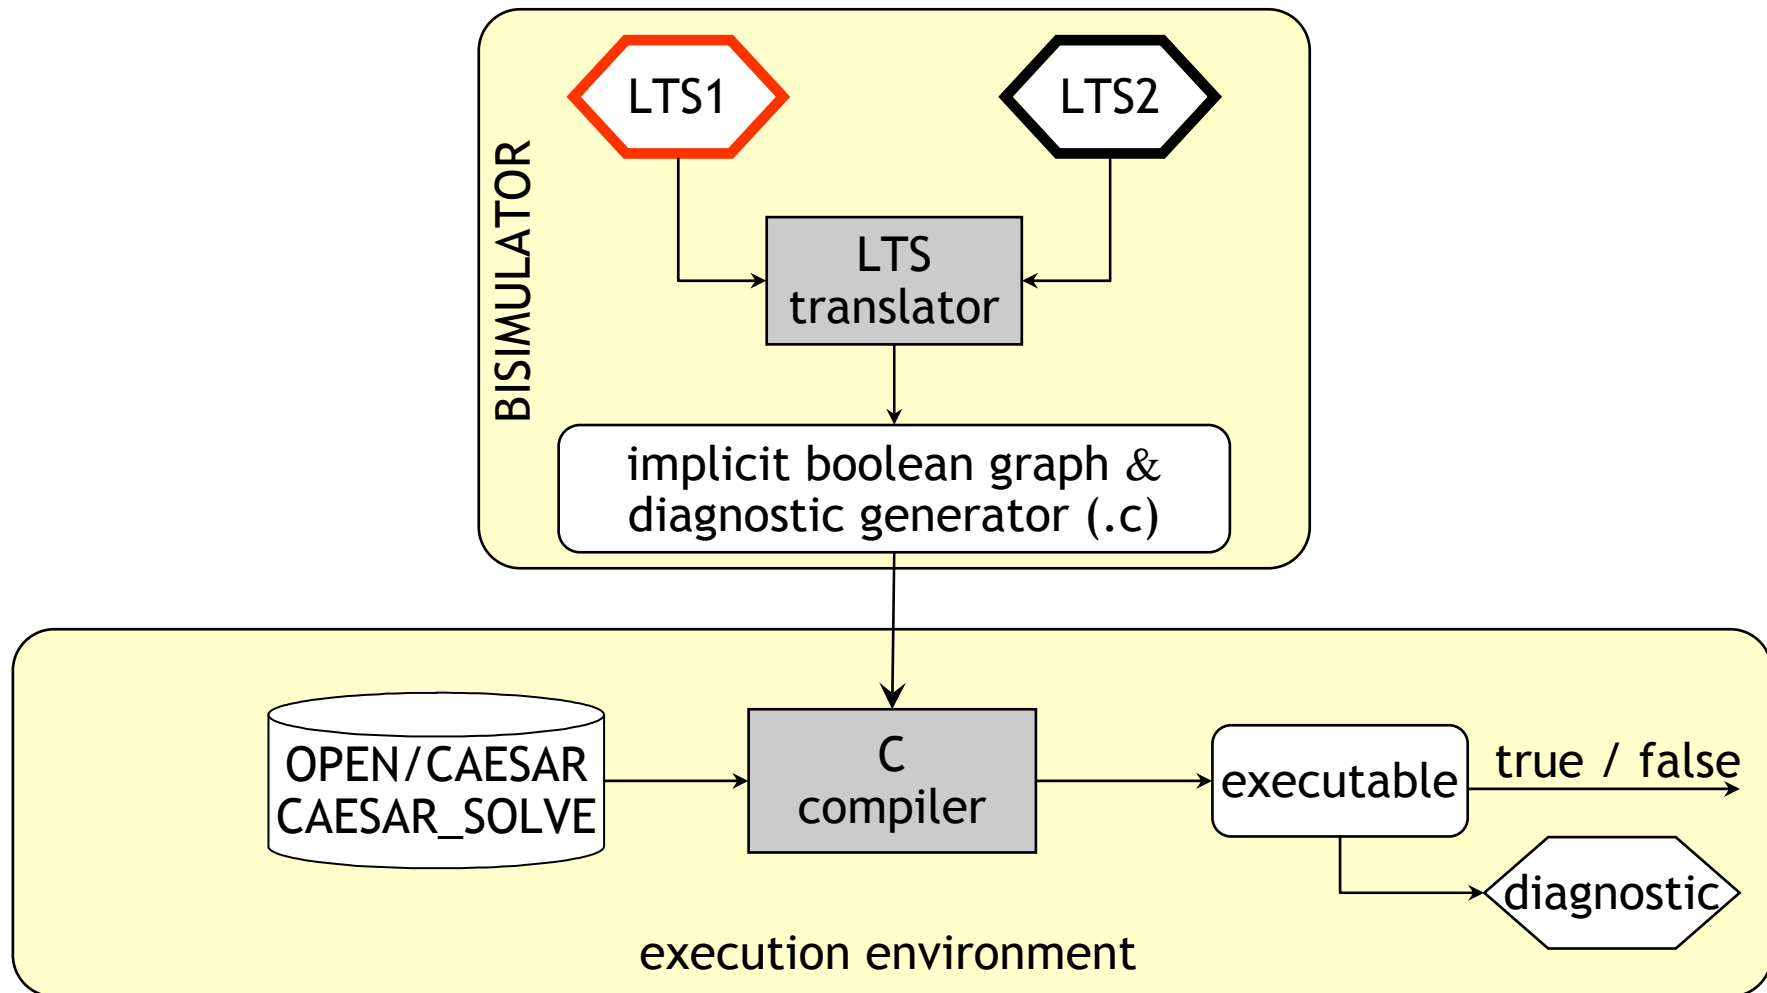 LTS1
LTS2
BISIMULATOR
LTS
translator
implicit boolean graph &
diagnostic generator (.c)
OPEN/CAESAR
CAESAR_SOLVE
C
compiler
executable
true / false
diagnostic
execution environment